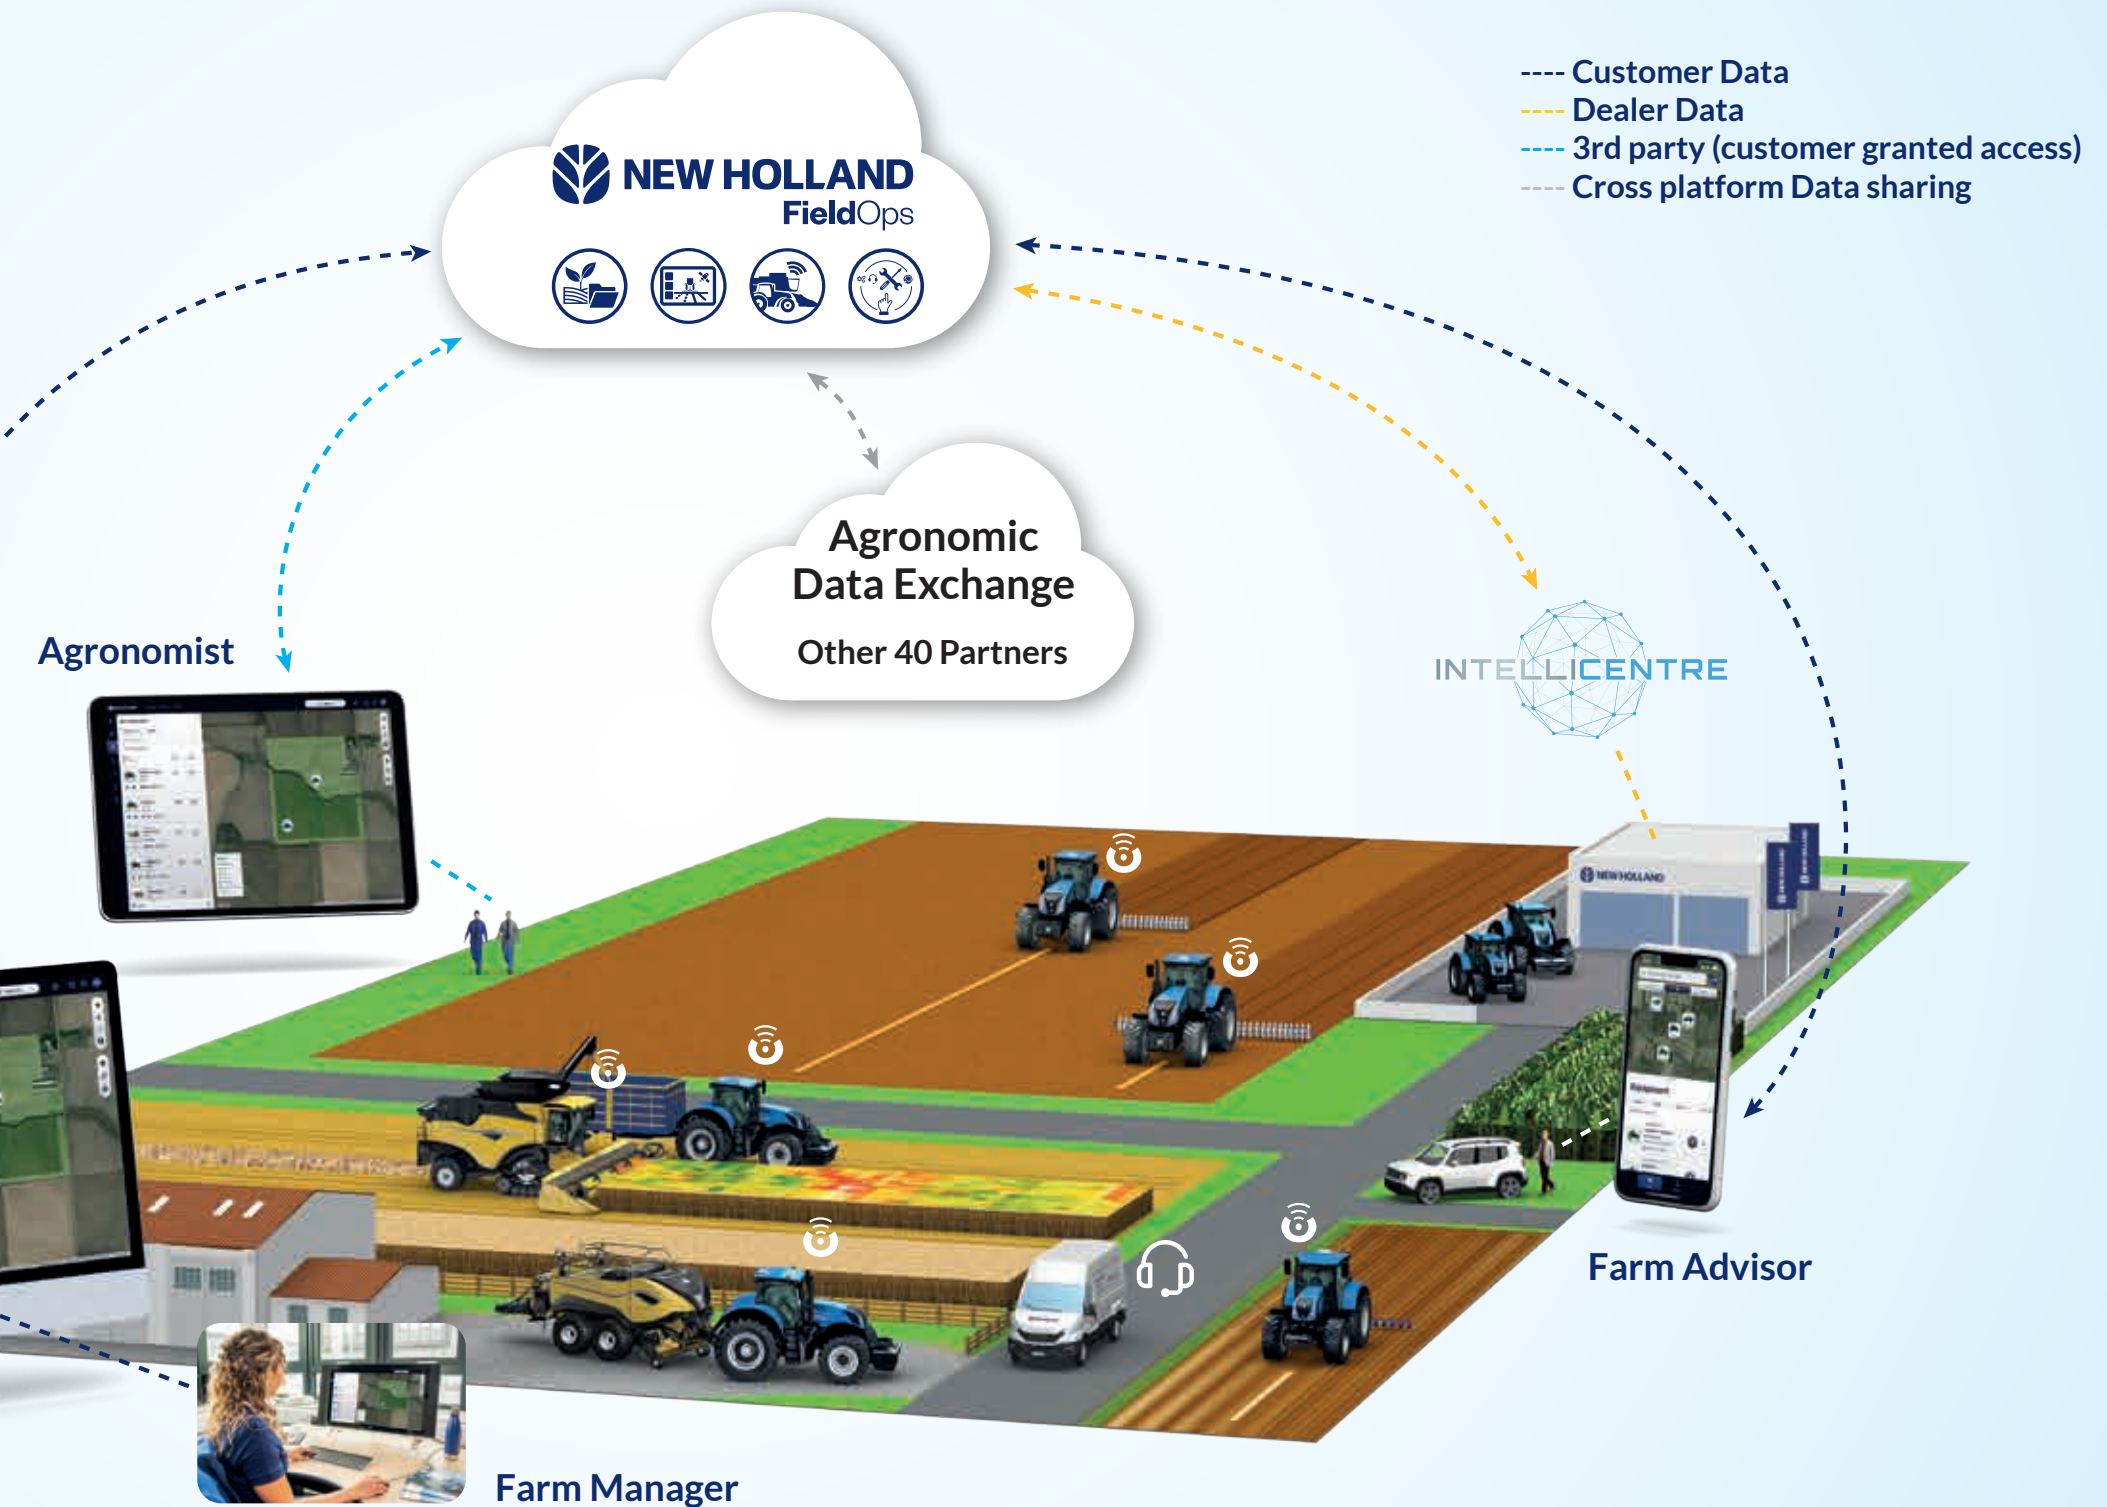 ---- Customer Data
---- Dealer Data
---- 3rd party (customer granted access)
---- Cross platform Data sharing
NEW HOLLAND
FieldOps
Agronomic
Data Exchange
Other 40 Partners
Agronomist
INTELLICENTRE
NEW HOLLAND
Farm Advisor
Farm Manager